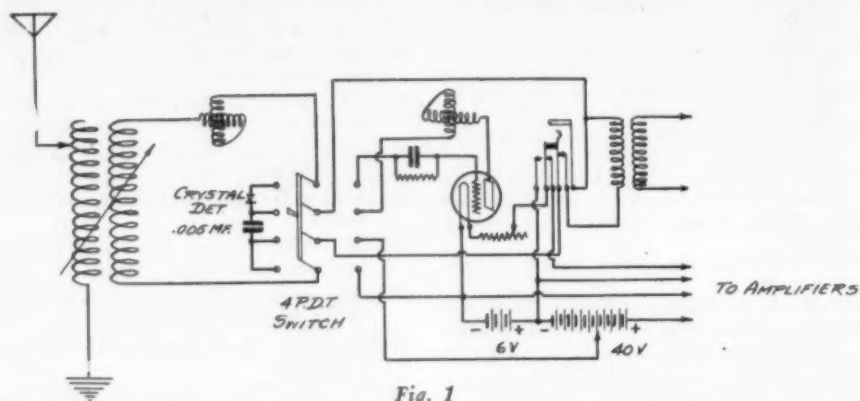 CRYSTAL
DET.
.005 MF.
4 P.D.T.
SWITCH
- + - +
6V 40V
TO AMPLIFIERS
Fig. 1